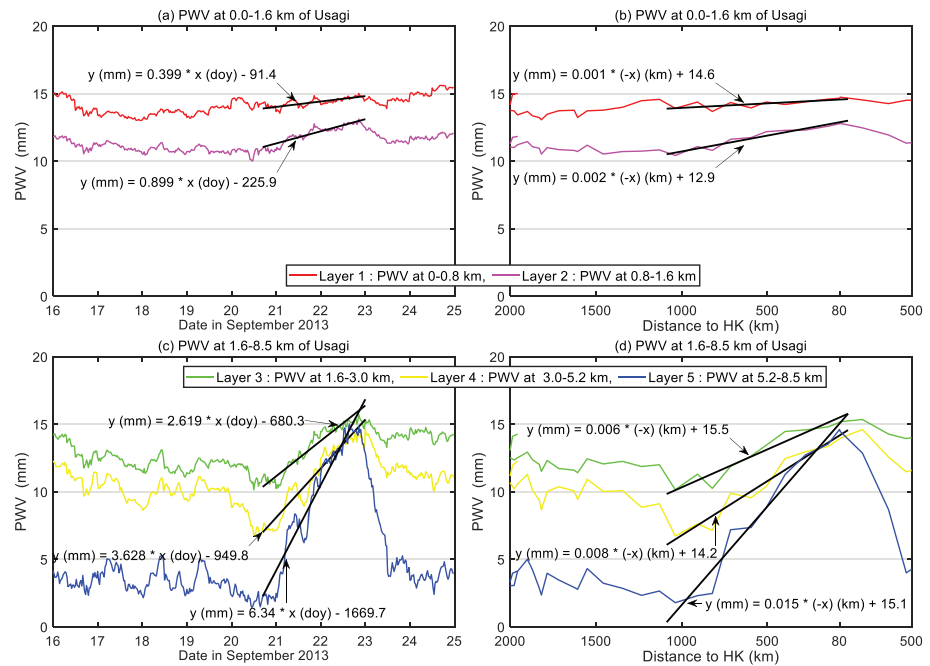 (a) PWV at 0.0-1.6 km of Usagi
20
15
10
5
0
PWV (mm)
y (mm) = 0.399 * x (doy) - 91.4
y (mm) = 0.899 * x (doy) - 225.9
16 17 18 19 20 21 22 23 24 25
Date in September 2013
(b) PWV at 0.0-1.6 km of Usagi
20
15
10
5
0
PWV (mm)
y (mm) = 0.001 * (-x) (km) + 14.6
y (mm) = 0.002 * (-x) (km) + 12.9
2000 1500 1000 500 80 500
Distance to HK (km)
Layer 1 : PWV at 0-0.8 km, Layer 2 : PWV at 0.8-1.6 km
(c) PWV at 1.6-8.5 km of Usagi
20
15
10
5
0
PWV (mm)
y (mm) = 2.619 * x (doy) - 680.3
y (mm) = 3.628 * x (doy) - 949.8
y (mm) = 6.34 * x (doy) - 1669.7
16 17 18 19 20 21 22 23 24 25
Date in September 2013
(d) PWV at 1.6-8.5 km of Usagi
20
15
10
5
0
PWV (mm)
Layer 3 : PWV at 1.6-3.0 km, Layer 4 : PWV at 3.0-5.2 km, Layer 5 : PWV at 5.2-8.5 km
y (mm) = 0.006 * (-x) (km) + 15.5
y (mm) = 0.008 * (-x) (km) + 14.2
y (mm) = 0.015 * (-x) (km) + 15.1
2000 1500 1000 500 80 500
Distance to HK (km)